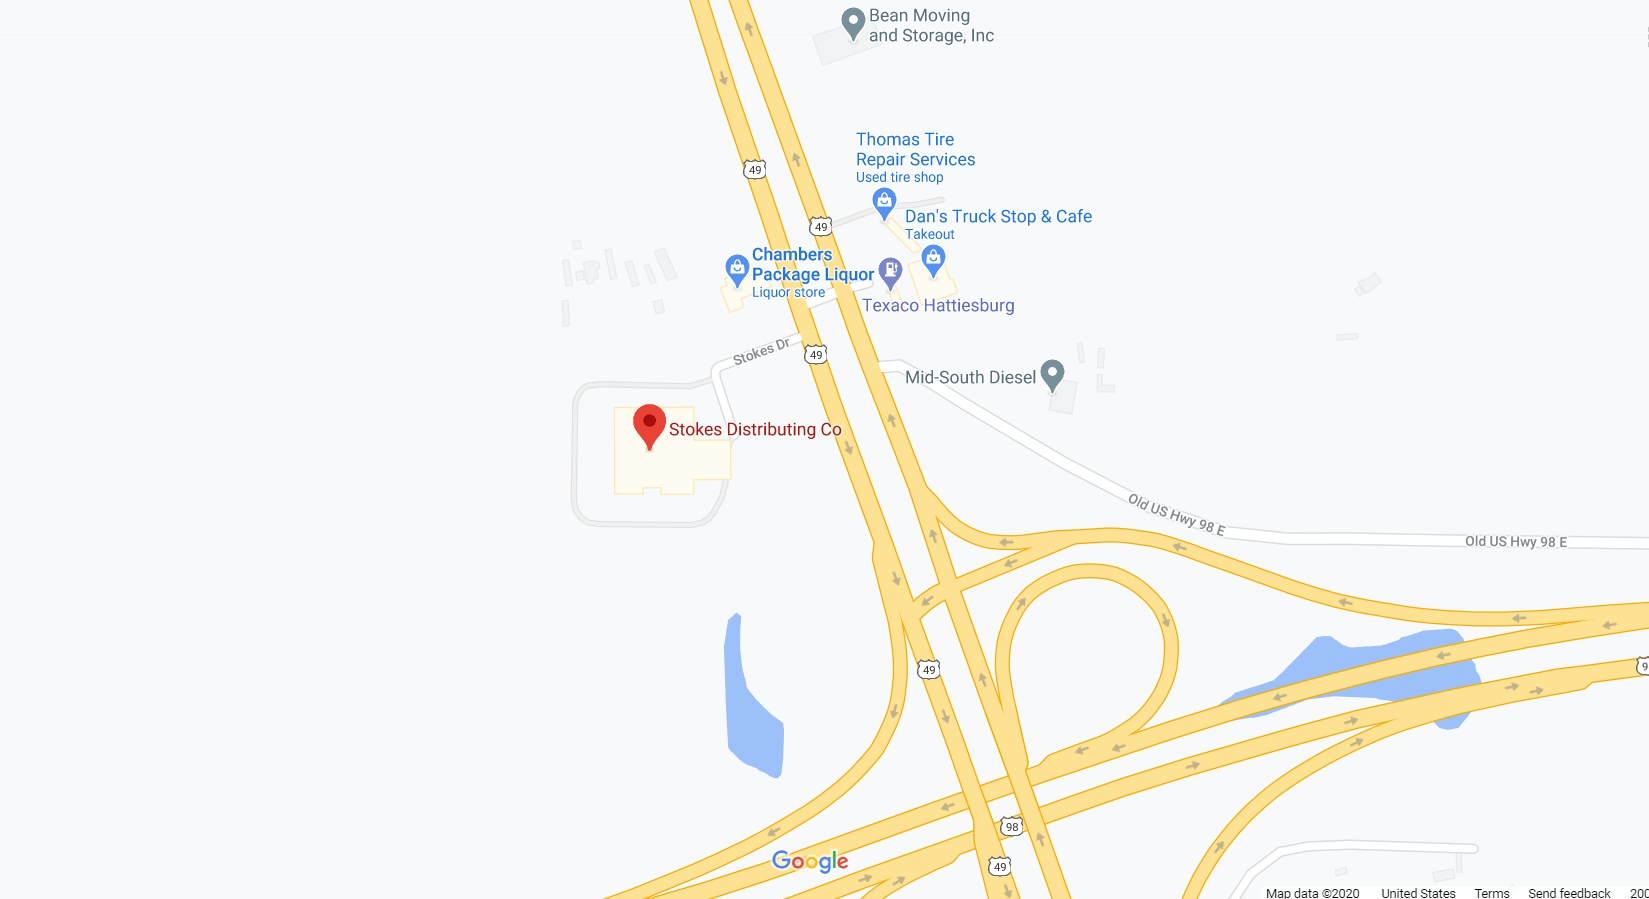 Bean Moving
and Storage, Inc
Thomas Tire
Repair Services
Used tire shop
49
Dan's Truck Stop & Cafe
Takeout
49
Chambers
Package Liquor
Liquor store
Texaco Hattiesburg
Stokes Dr
49
Mid-South Diesel
Stokes Distributing Co
Old US Hwy 98 E
Old US Hwy 98 E
49
98
49
Google
Map data ©2020 United States Terms Send feedback